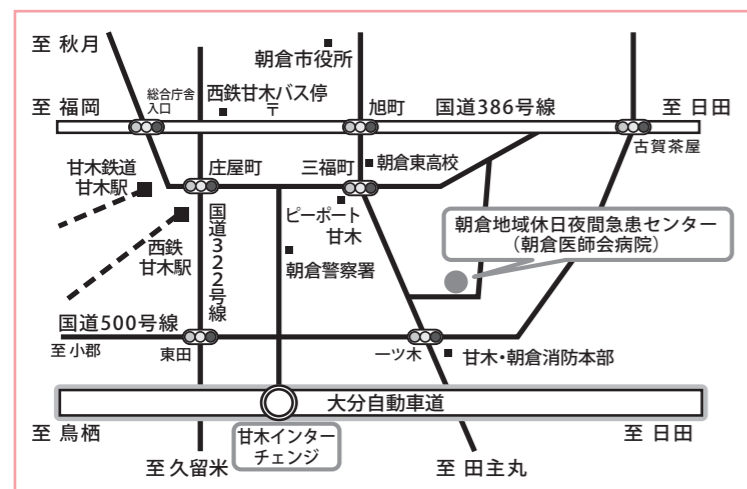 至 秋月
朝倉市役所
総合庁舎
入口
西鉄甘木バス停
〒
旭町
国道386号線
至 福岡
至 日田
古賀茶屋
甘木鉄道
甘木駅
庄屋町
三福町
朝倉東高校
ピーポート
甘木
朝倉地域休日夜間急患センター
（朝倉医師会病院）
西鉄
甘木駅
国道322号線
朝倉警察署
国道500号線
至 小郡
東田
一ツ木
甘木・朝倉消防本部
大分自動車道
至 鳥栖
甘木インター
チェンジ
至 日田
至 久留米
至 田主丸